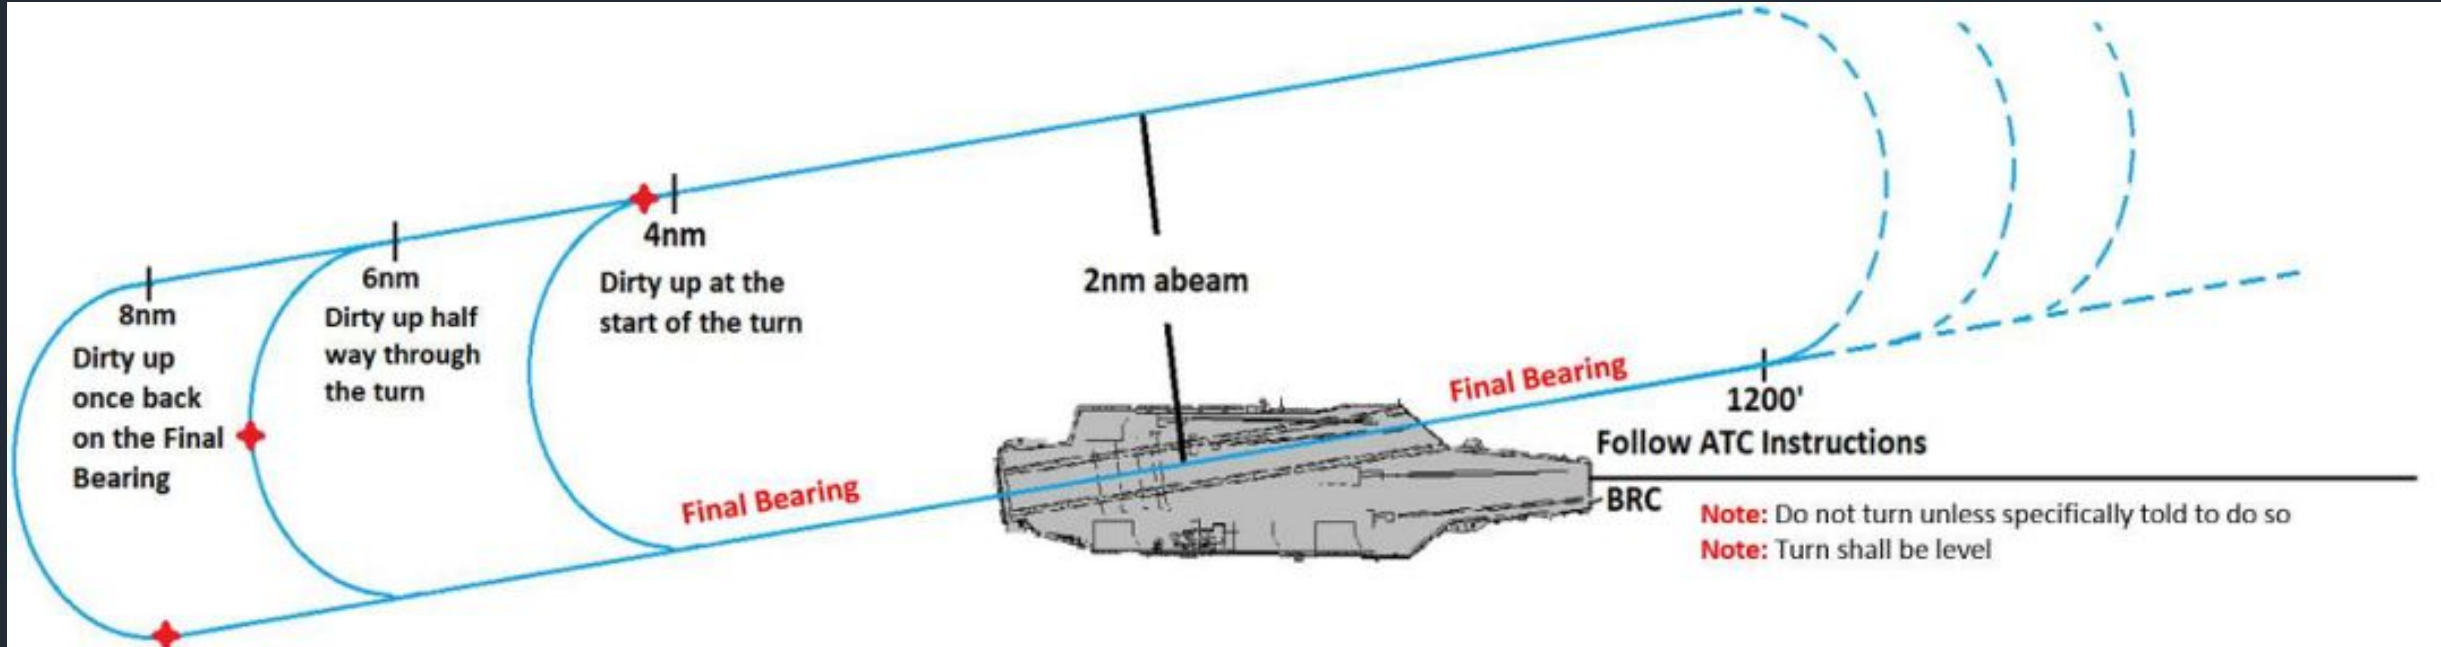 8nm
Dirty up
once back
on the Final
Bearing
6nm
Dirty up half
way through
the turn
4nm
Dirty up at the
start of the turn
2nm abeam
Final Bearing
Final Bearing
1200'
Follow ATC Instructions
BRC
Note: Do not turn unless specifically told to do so
Note: Turn shall be level